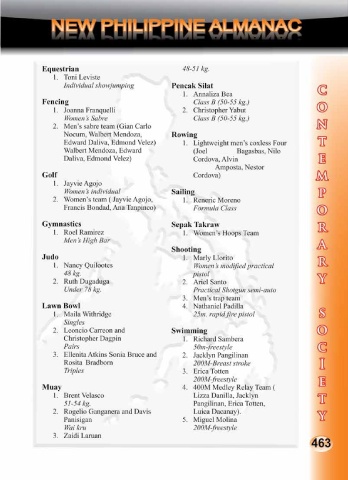 NEW PHILIPPINE ALMANAC
Equestrian
1. Toni Leviste
Individual showjumping
Fencing
1. Joanna Franquelli
Women's Sabre
2. Men's sabre team (Gian Carlo
Nocum, Walbert Mendoza,
Edward Daliva, Edmond Velez)
Walbert Mendoza, Edward
Daliva, Edmond Velez)
Golf
1. Jayvie Agojo
Women's individual
2. Women's team ( Jayvie Agojo,
Francis Bondad, Ana Tanpinco)
Gymnastics
1. Roel Ramirez
Men's High Bar
Judo
1. Nancy Quilootes
48 kg.
2. Ruth Dugaduga
Under 78 kg.
Lawn Bowl
1. Maila Withridge
Singles
2. Leoncio Carreon and
Christopher Dagpin
Pairs
3. Ellenita Atkins Sonia Bruce and
Rosita Bradborn
Triples
Muay
1. Brent Velasco
51-54 kg.
2. Rogelio Ganganera and Davis
Panisigan
Wai kru
3. Zaidi Laruan
48-51 kg.
Pencak Silat
1. Annaliza Bea
Class B (50-55 kg.)
2. Christopher Yabut
Class B (50-55 kg.)
Rowing
1. Lightweight men's coxless Four
(Joel Bagasbas, Nilo
Cordova, Alvin
Amposta, Nestor
Cordova)
Sailing
1. Reneric Moreno
Formula Class
Sepak Takraw
1. Women's Hoops Team
Shooting
1. Marly Llorito
Women's modified practical
pistol
2. Ariel Santo
Practical Shotgun semi-auto
3. Men's trap team
4. Nathaniel Padilla
25m. rapid fire pistol
Swimming
1. Richard Sambera
50m-freestyle
2. Jacklyn Pangilinan
200M-Breast stroke
3. Erica Totten
200M-freestyle
4. 400M Medley Relay Team (
Lizza Danilla, Jacklyn
Pangilinan, Erica Totten,
Luica Dacanay).
5. Miguel Molina
200M-freestyle
CONTEMPORARY SOCIETY
463